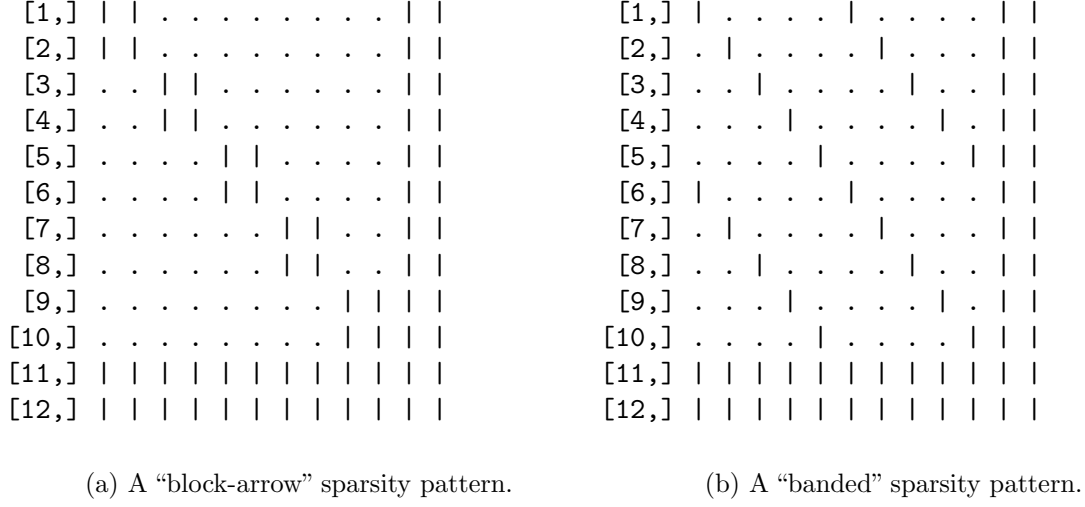 [1,] | | . . . . . . . . | |
[2,] | | . . . . . . . . | |
[3,] . . | | . . . . . . | |
[4,] . . | | . . . . . . | |
[5,] . . . . | | . . . . | |
[6,] . . . . | | . . . . | |
[7,] . . . . . . | | . . | |
[8,] . . . . . . | | . . | |
[9,] . . . . . . . . | | | |
[10,] . . . . . . . . | | | |
[11,] | | | | | | | | | | | |
[12,] | | | | | | | | | | | |
(a) A “block-arrow” sparsity pattern.
[1,] | . . . . | . . . . | |
[2,] . | . . . . | . . . | |
[3,] . . | . . . . | . . | |
[4,] . . . | . . . . | . | |
[5,] . . . . | . . . . | | |
[6,] | . . . . | . . . . | |
[7,] . | . . . . | . . . | |
[8,] . . | . . . . | . . | |
[9,] . . . | . . . . | . | |
[10,] . . . . | . . . . | | |
[11,] | | | | | | | | | | | |
[12,] | | | | | | | | | | | |
(b) A “banded” sparsity pattern.